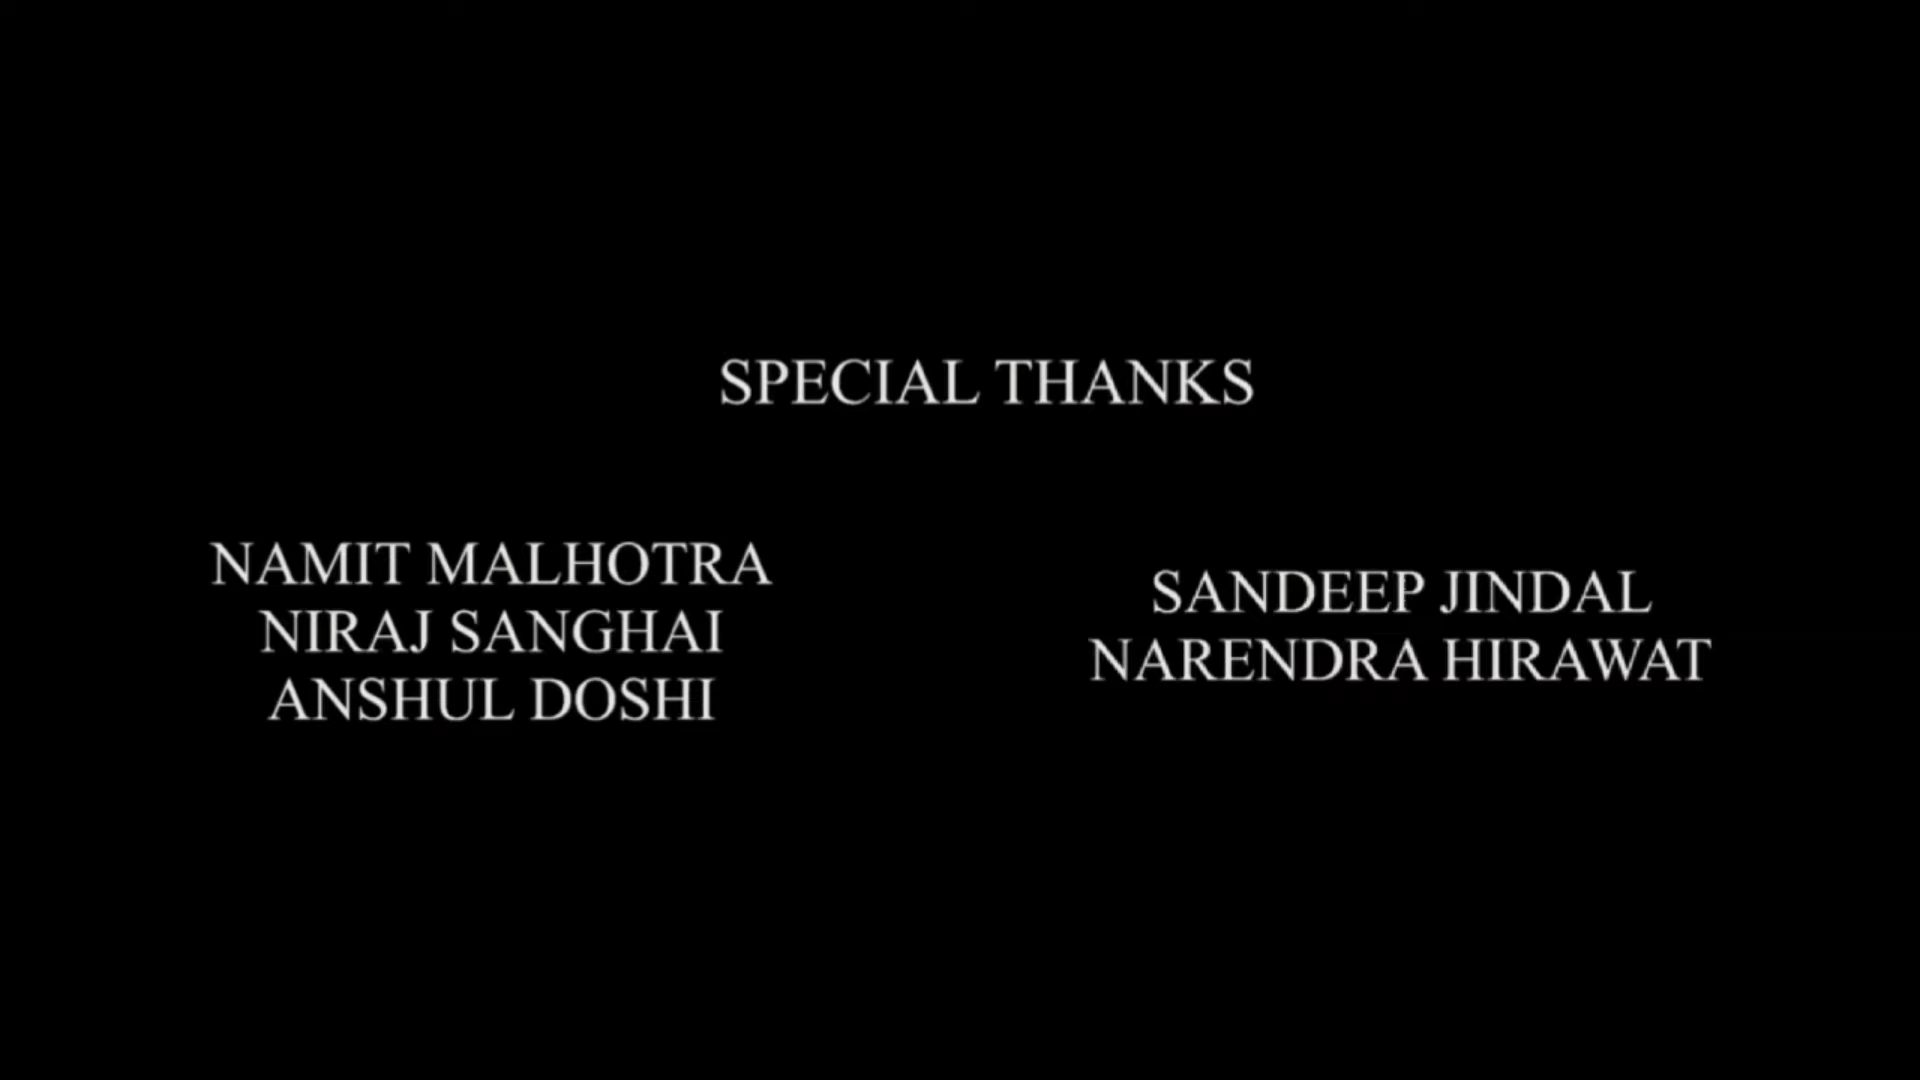 SPECIAL THANKS
NAMIT MALHOTRA
NIRAJ SANGHAI
ANSHUL DOSHI
SANDEEP JINDAL
NARENDRA HIRAWAT